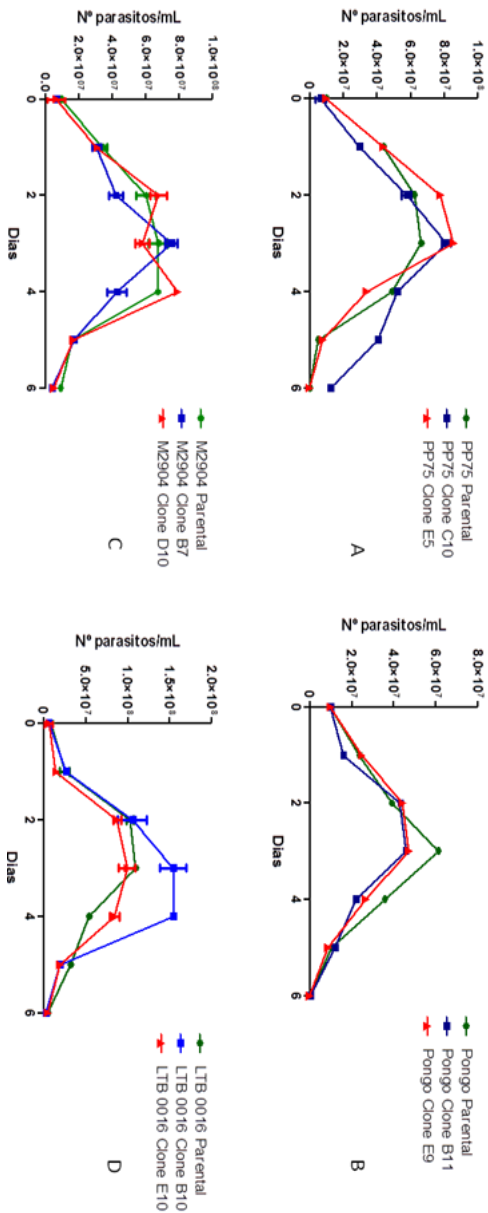 Nº parasitos/mL
1.0×10⁸
8.0×10⁷
6.0×10⁷
4.0×10⁷
2.0×10⁷
0
0 2 4 6
Dias
PP75 Parental
PP75 Clone C10
PP75 Clone E5
A
Nº parasitos/mL
8.0×10⁷
6.0×10⁷
4.0×10⁷
2.0×10⁷
0
0 2 4 6
Dias
Pongo Parental
Pongo Clone B11
Pongo Clone E9
B
Nº parasitos/mL
1.0×10⁰⁸
8.0×10⁰⁷
6.0×10⁰⁷
4.0×10⁰⁷
2.0×10⁰⁷
0.0
0 2 4 6
Dias
M2904 Parental
M2904 Clone B7
M2904 Clone D10
C
Nº parasitos/mL
2.0×10⁸
1.5×10⁸
1.0×10⁸
5.0×10⁷
0
0 2 4 6
Dias
LTB 0016 Parental
LTB 0016 Clone B10
LTB 0016 Clone E10
D